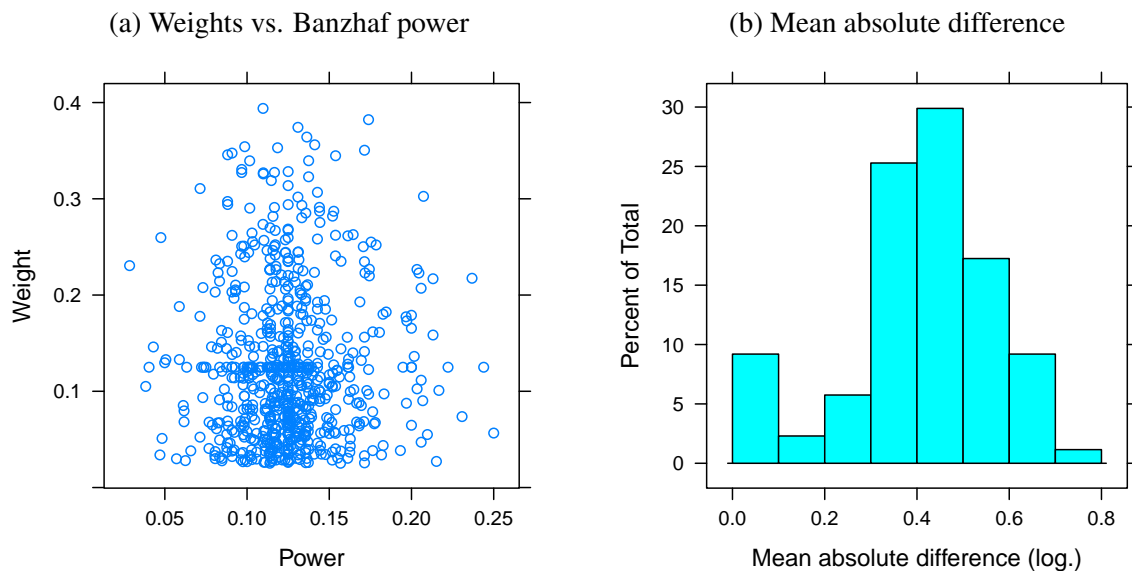 (a) Weights vs. Banzhaf power
(b) Mean absolute difference
Weight
0.4
0.3
0.2
0.1
0.05 0.10 0.15 0.20 0.25
Power
Percent of Total
30
25
20
15
10
5
0
0.0 0.2 0.4 0.6 0.8
Mean absolute difference (log.)